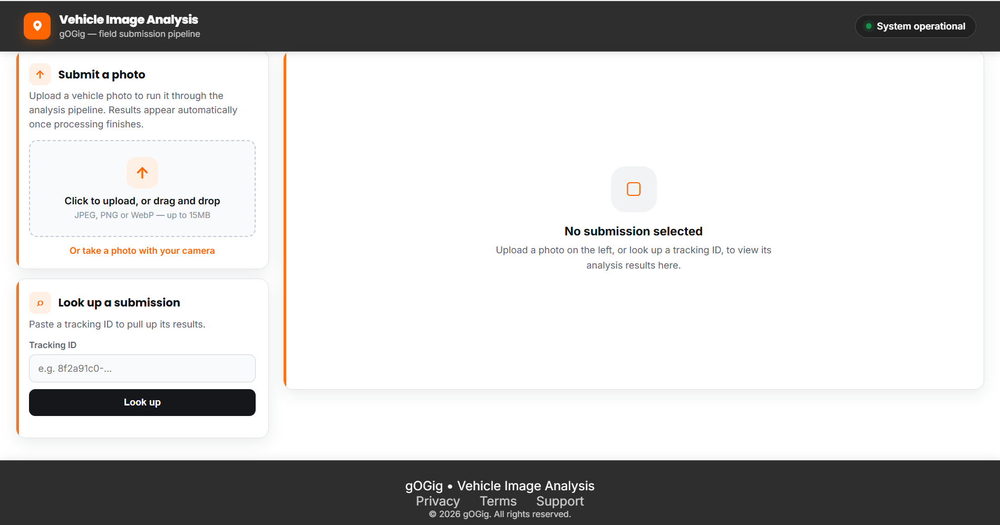 Vehicle Image Analysis
gOGig — field submission pipeline
System operational
Submit a photo
Upload a vehicle photo to run it through the
analysis pipeline. Results appear automatically
once processing finishes.
Click to upload, or drag and drop
JPEG, PNG or WebP — up to 15MB
Or take a photo with your camera
Look up a submission
Paste a tracking ID to pull up its results.
Tracking ID
e.g. 8f2a91c0-...
Look up
No submission selected
Upload a photo on the left, or look up a tracking ID, to view its
analysis results here.
gOGig • Vehicle Image Analysis
Privacy Terms Support
© 2026 gOGig. All rights reserved.